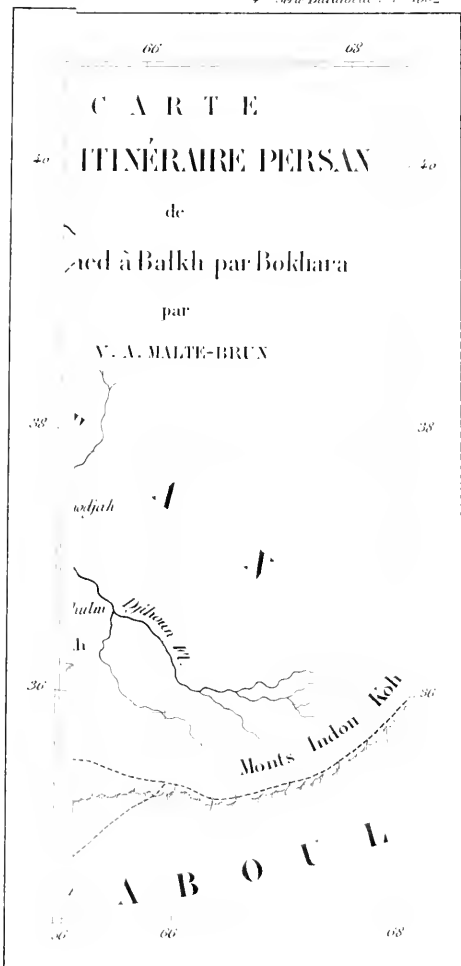 66 68
CARTE
40 ITINÉRAIRE PERSAN 40
de
à Balkh par Bokhara
par
V. A. MALTE-BRUN
38 38
Djihoun Fl.
36 36
Monts Indou Koh
ABOUL
66 68